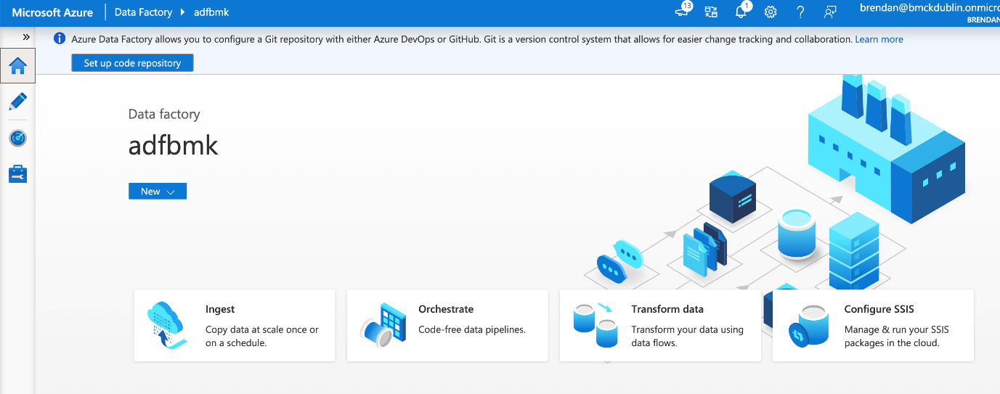 Microsoft Azure
Data Factory
adfbmk
13
1
brendan@bmckdublin.onmicro
BRENDAN
Azure Data Factory allows you to configure a Git repository with either Azure DevOps or GitHub. Git is a version control system that allows for easier change tracking and collaboration. Learn more
Set up code repository
Data factory
adfbmk
New
Ingest
Copy data at scale once or
on a schedule.
Orchestrate
Code-free data pipelines.
Transform data
Transform your data using
data flows.
Configure SSIS
Manage & run your SSIS
packages in the cloud.